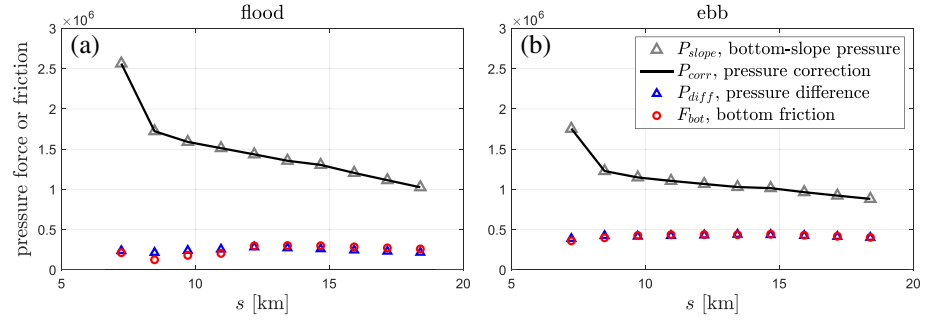 flood
ebb
×10⁶
×10⁶
(a)
(b)
pressure force or friction
3
2.5
2
1.5
1
0.5
0
3
2.5
2
1.5
1
0.5
0
P_slope, bottom-slope pressure
P_corr, pressure correction
P_diff, pressure difference
F_bot, bottom friction
5 10 15 20
5 10 15 20
s [km]
s [km]